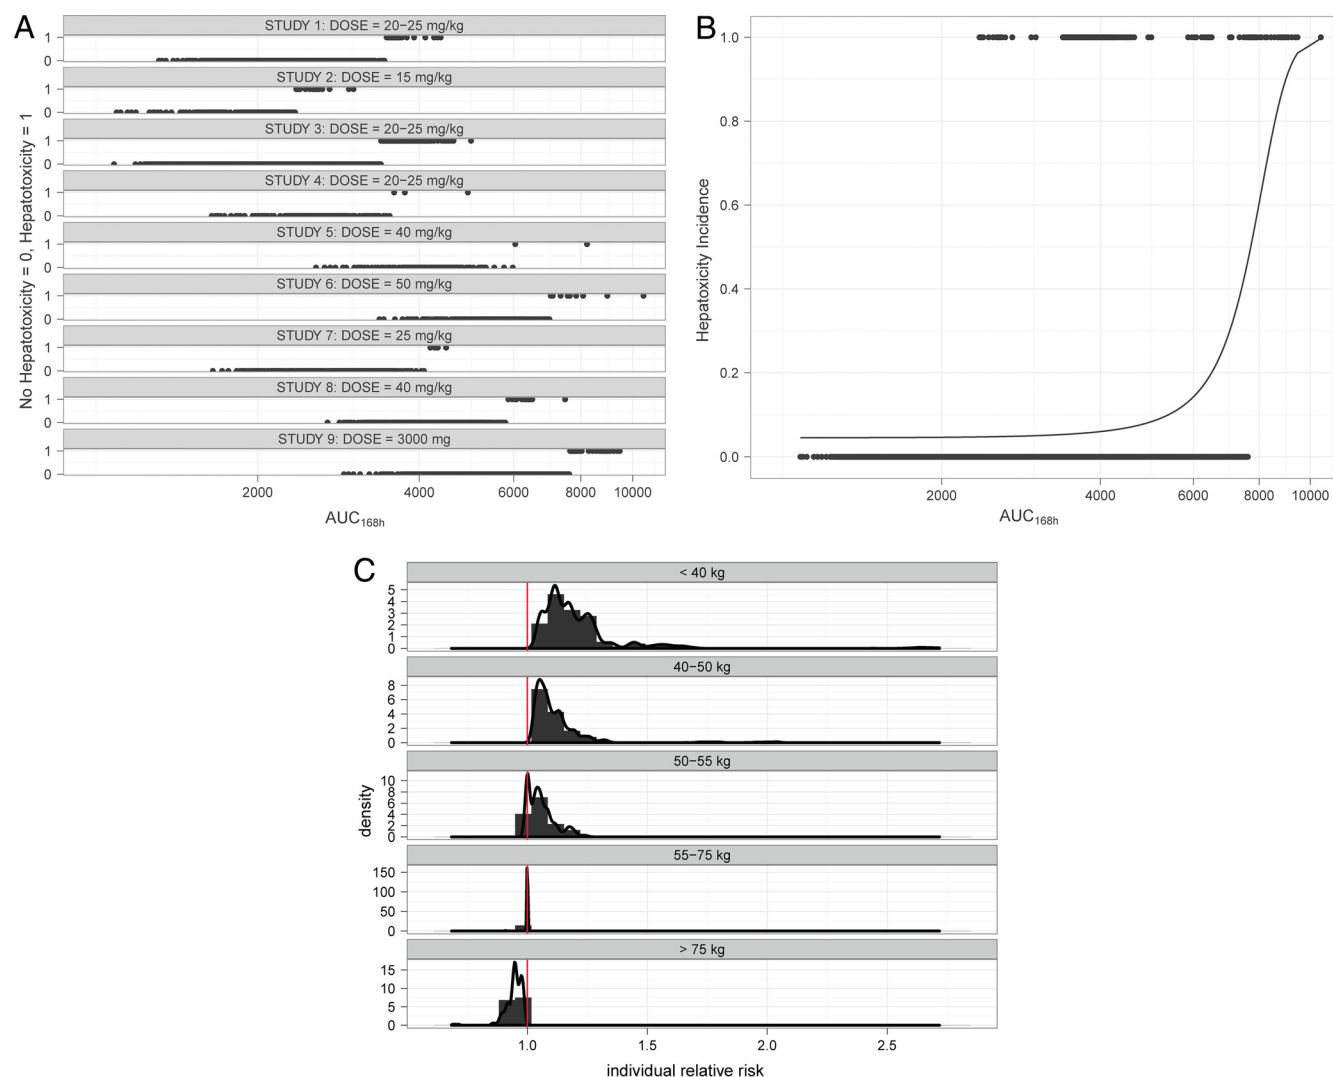 A
STUDY 1: DOSE = 20−25 mg/kg
1
0
STUDY 2: DOSE = 15 mg/kg
1
0
STUDY 3: DOSE = 20−25 mg/kg
1
0
STUDY 4: DOSE = 20−25 mg/kg
1
0
STUDY 5: DOSE = 40 mg/kg
1
0
STUDY 6: DOSE = 50 mg/kg
1
0
STUDY 7: DOSE = 25 mg/kg
1
0
STUDY 8: DOSE = 40 mg/kg
1
0
STUDY 9: DOSE = 3000 mg
1
0
No Hepatotoxicity = 0, Hepatotoxicity = 1
2000 4000 6000 8000 10000
AUC168h
B
Hepatoxicity Incidence
1.0
0.8
0.6
0.4
0.2
0.0
2000 4000 6000 8000 10000
AUC168h
C
density
< 40 kg
5
4
3
2
1
0
40−50 kg
8
6
4
2
0
50−55 kg
10
8
6
4
2
0
55−75 kg
150
100
50
0
> 75 kg
15
10
5
0
1.0 1.5 2.0 2.5
individual relative risk